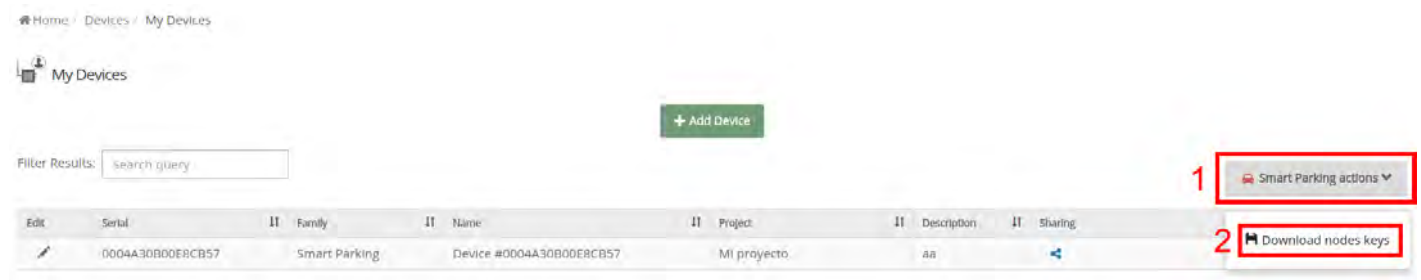 Home / Devices / My Devices
My Devices
+ Add Device
Filter Results: search query
1 Smart Parking actions
Edit Serial Family Name Project Description Sharing
2 Download nodes keys
0004A30B00E8CB57 Smart Parking Device #0004A30B00E8CB57 Mi proyecto aa